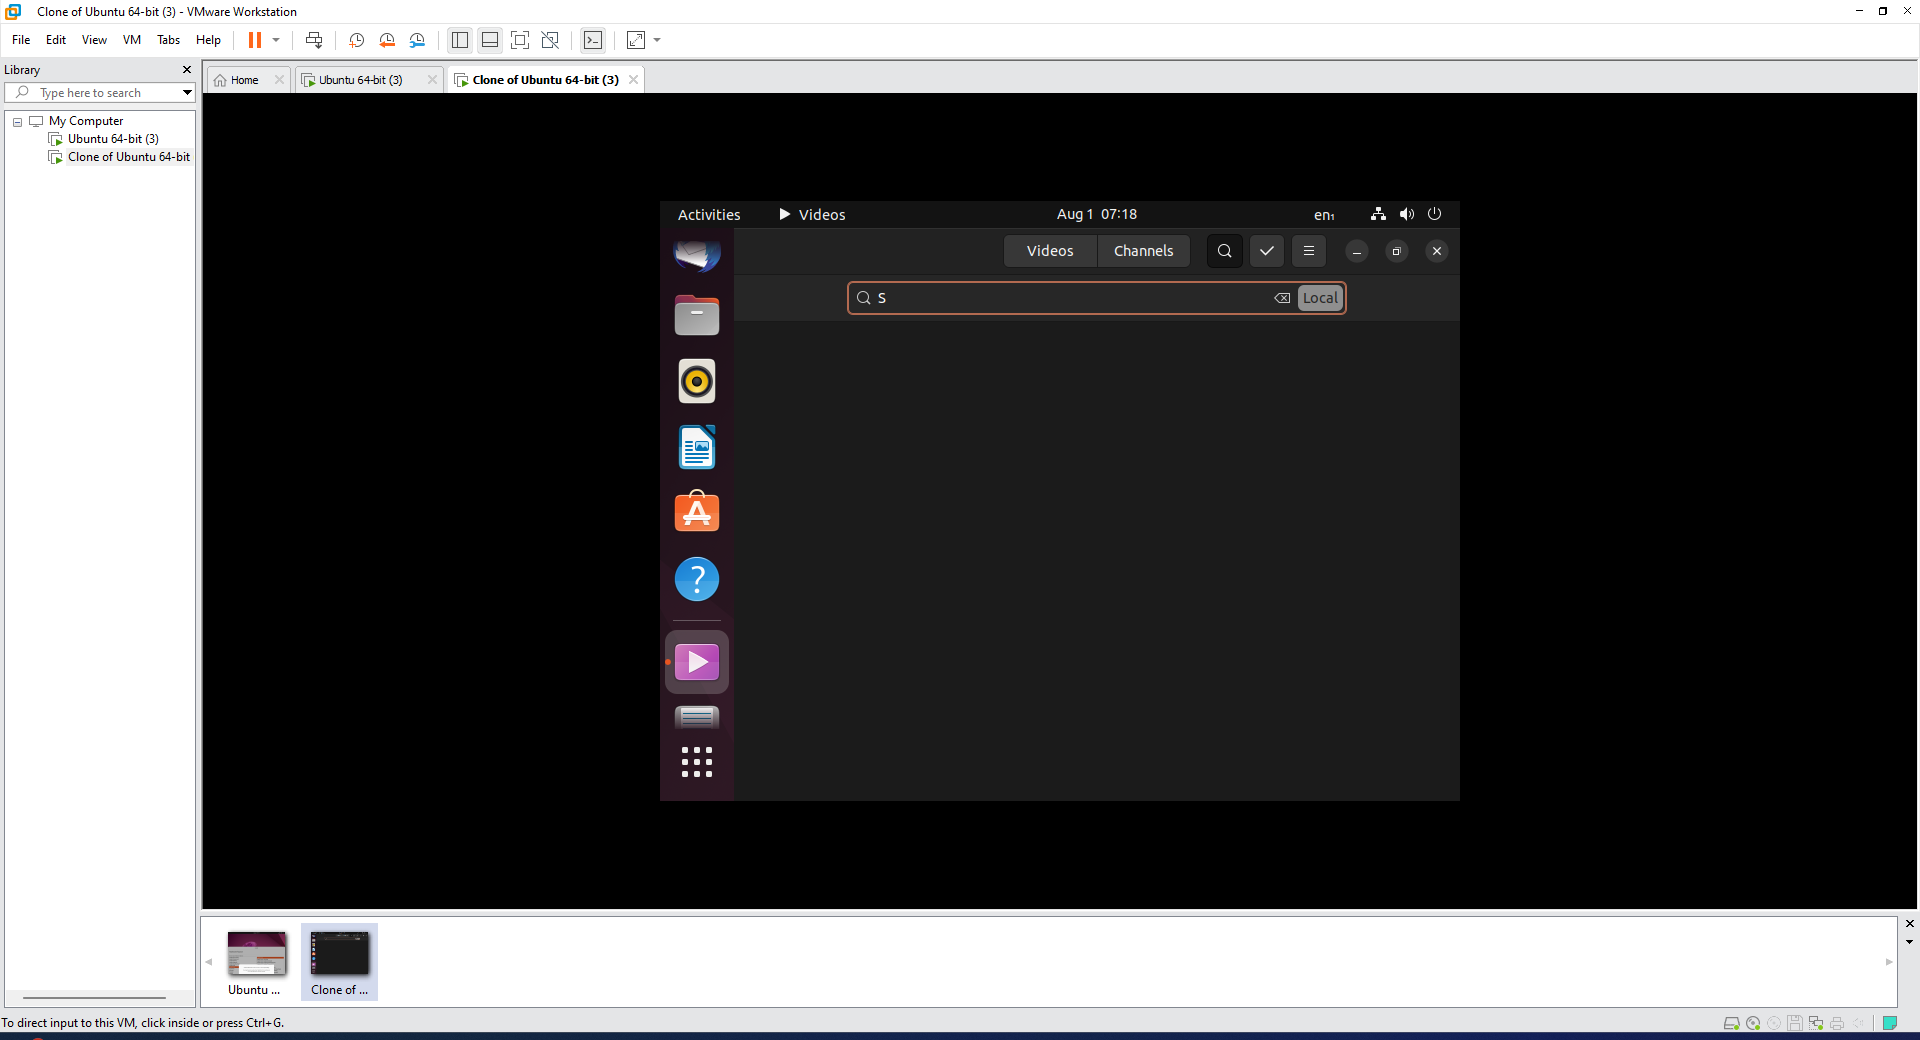 Clone of Ubuntu 64-bit (3) - VMware Workstation
File Edit View VM Tabs Help
Library
Type here to search
My Computer
Ubuntu 64-bit (3)
Clone of Ubuntu 64-bit
Home
Ubuntu 64-bit (3)
Clone of Ubuntu 64-bit (3)
Activities
Videos
Aug 1 07:18
en₁
Videos
Channels
S
Local
Ubuntu ...
Clone of ...
To direct input to this VM, click inside or press Ctrl+G.